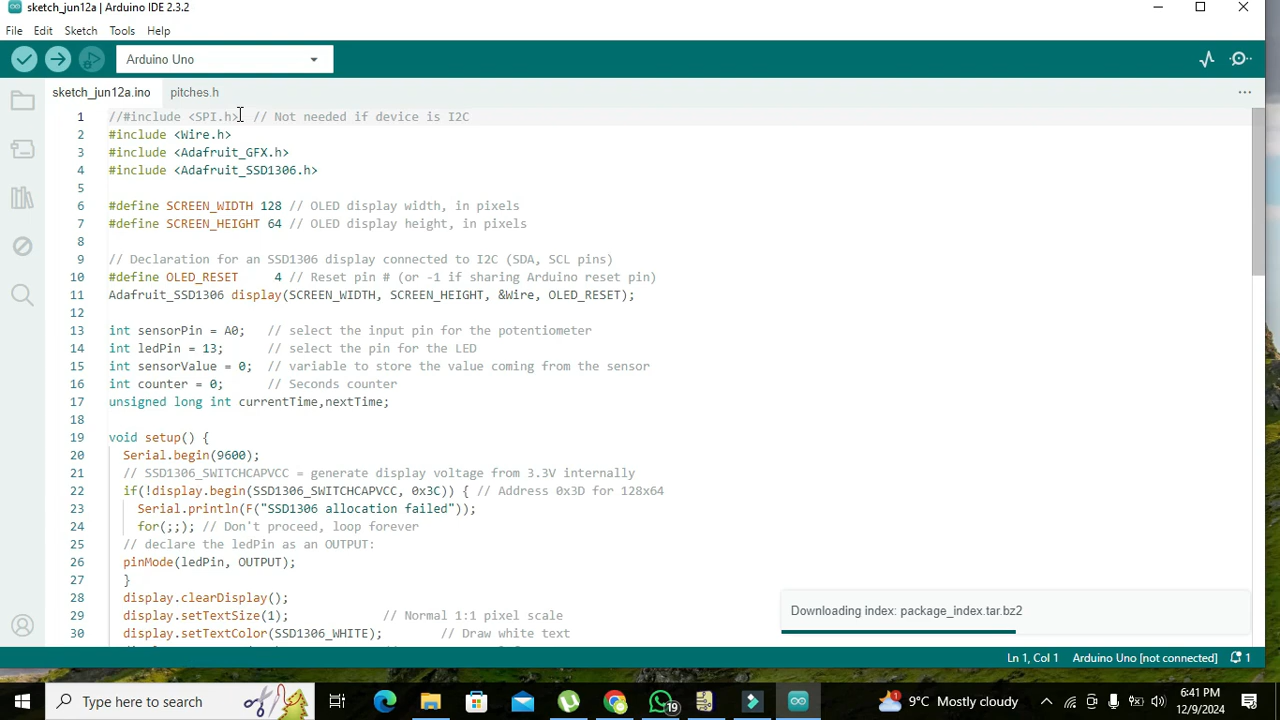 sketch_jun12a | Arduino IDE 2.3.2
File Edit Sketch Tools Help
Arduino Uno
sketch_jun12a.ino pitches.h
1 //#include <SPI.h> // Not needed if device is I2C
2 #include <Wire.h>
3 #include <Adafruit_GFX.h>
4 #include <Adafruit_SSD1306.h>
5
6 #define SCREEN_WIDTH 128 // OLED display width, in pixels
7 #define SCREEN_HEIGHT 64 // OLED display height, in pixels
8
9 // Declaration for an SSD1306 display connected to I2C (SDA, SCL pins)
10 #define OLED_RESET     4 // Reset pin # (or -1 if sharing Arduino reset pin)
11 Adafruit_SSD1306 display(SCREEN_WIDTH, SCREEN_HEIGHT, &Wire, OLED_RESET);
12
13 int sensorPin = A0;   // select the input pin for the potentiometer
14 int ledPin = 13;      // select the pin for the LED
15 int sensorValue = 0;  // variable to store the value coming from the sensor
16 int counter = 0;      // Seconds counter
17 unsigned long int currentTime,nextTime;
18
19 void setup() {
20 Serial.begin(9600);
21 // SSD1306_SWITCHCAPVCC = generate display voltage from 3.3V internally
22 if(!display.begin(SSD1306_SWITCHCAPVCC, 0x3C)) { // Address 0x3D for 128x64
23 Serial.println(F("SSD1306 allocation failed"));
24 for(;;); // Don't proceed, loop forever
25 // declare the ledPin as an OUTPUT:
26 pinMode(ledPin, OUTPUT);
27 }
28 display.clearDisplay();
29 display.setTextSize(1);             // Normal 1:1 pixel scale
30 display.setTextColor(SSD1306_WHITE);        // Draw white text
Downloading index: package_index.tar.bz2
Ln 1, Col 1 Arduino Uno [not connected] 1
Type here to search 19 1 9°C Mostly cloudy 6:41 PM
12/9/2024